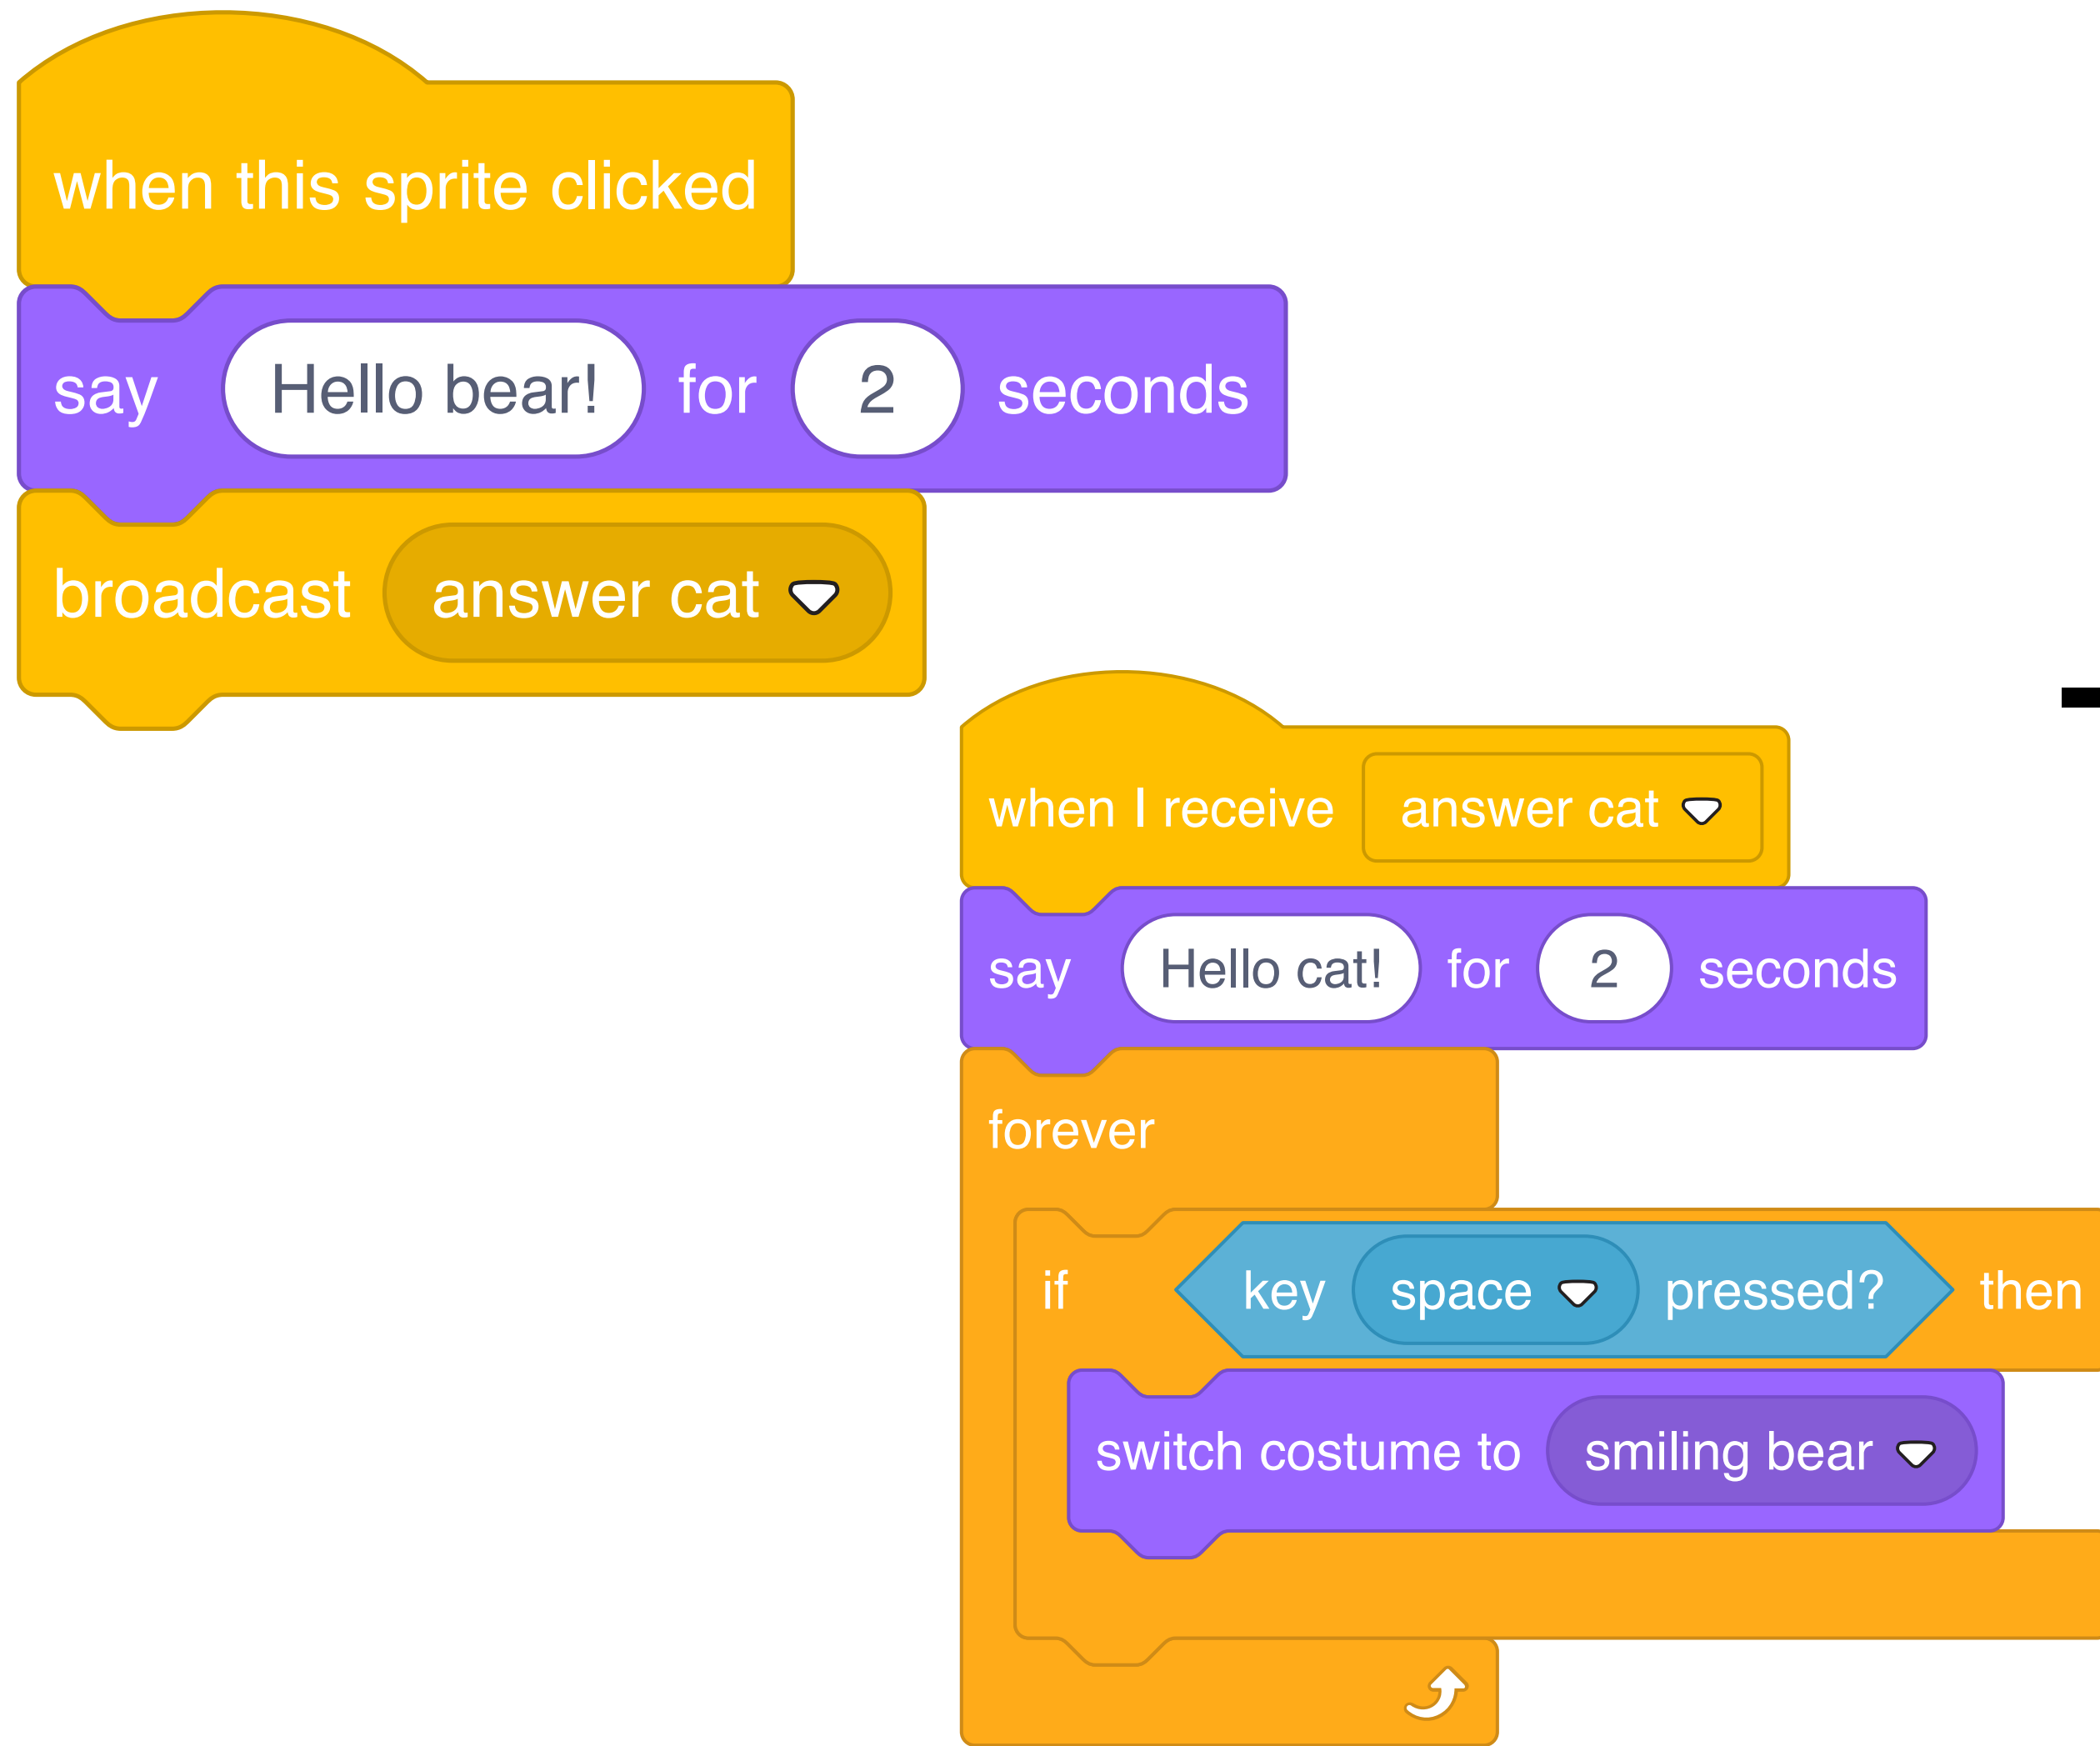 when this sprite clicked
say Hello bear! for 2 seconds
broadcast answer cat
when I receive answer cat
say Hello cat! for 2 seconds
forever
if key space pressed? then
switch costume to smiling bear